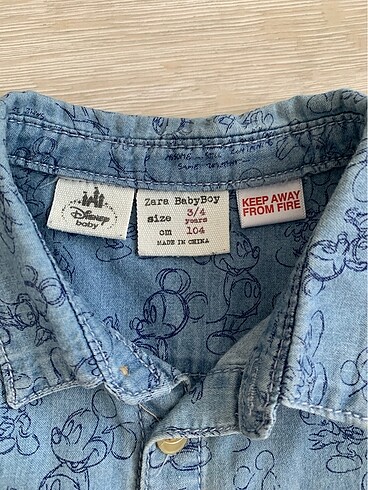 Disney
baby
Zara BabyBoy
size 3/4
years
cm 104
MADE IN CHINA
KEEP AWAY
FROM FIRE